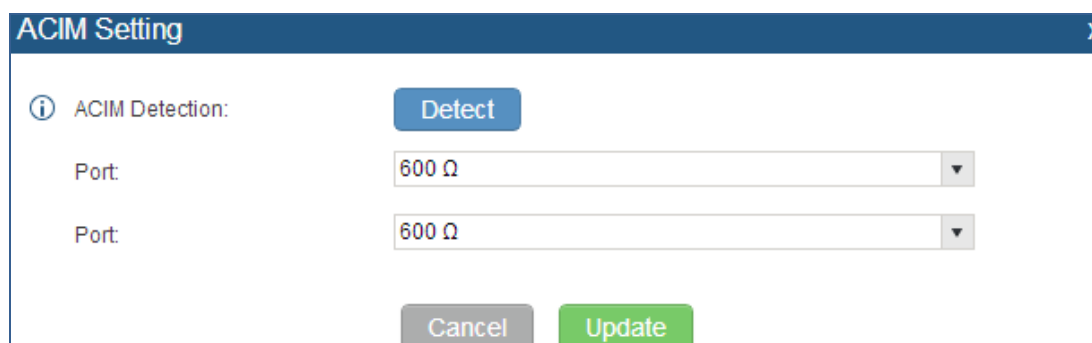 ACIM Setting
ACIM Detection: Detect
Port: 600 Ω
Port: 600 Ω
Cancel Update